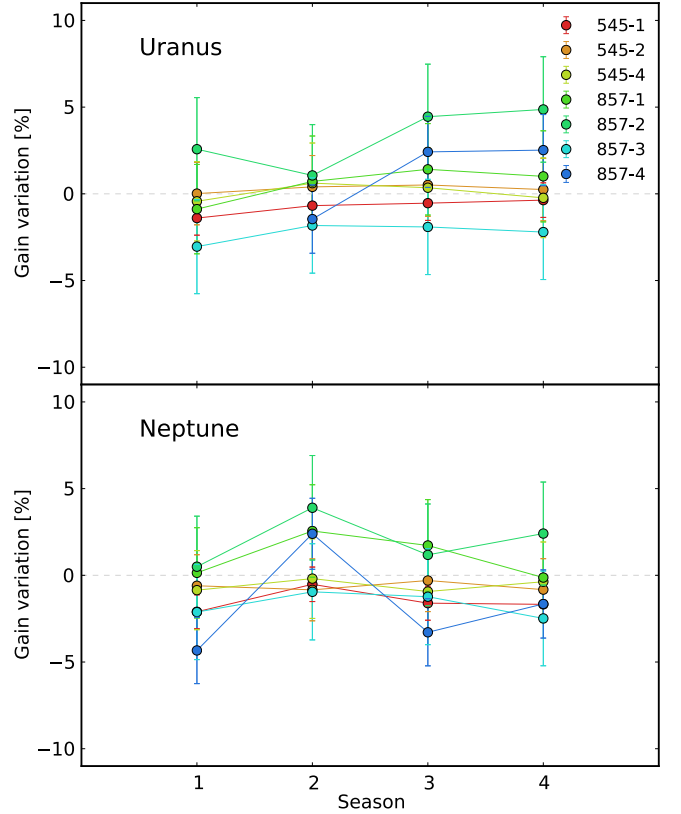 Uranus
545-1
545-2
545-4
857-1
857-2
857-3
857-4
Gain variation [%]
10
5
0
−5
−10
Neptune
Gain variation [%]
10
5
0
−5
−10
1 2 3 4
Season